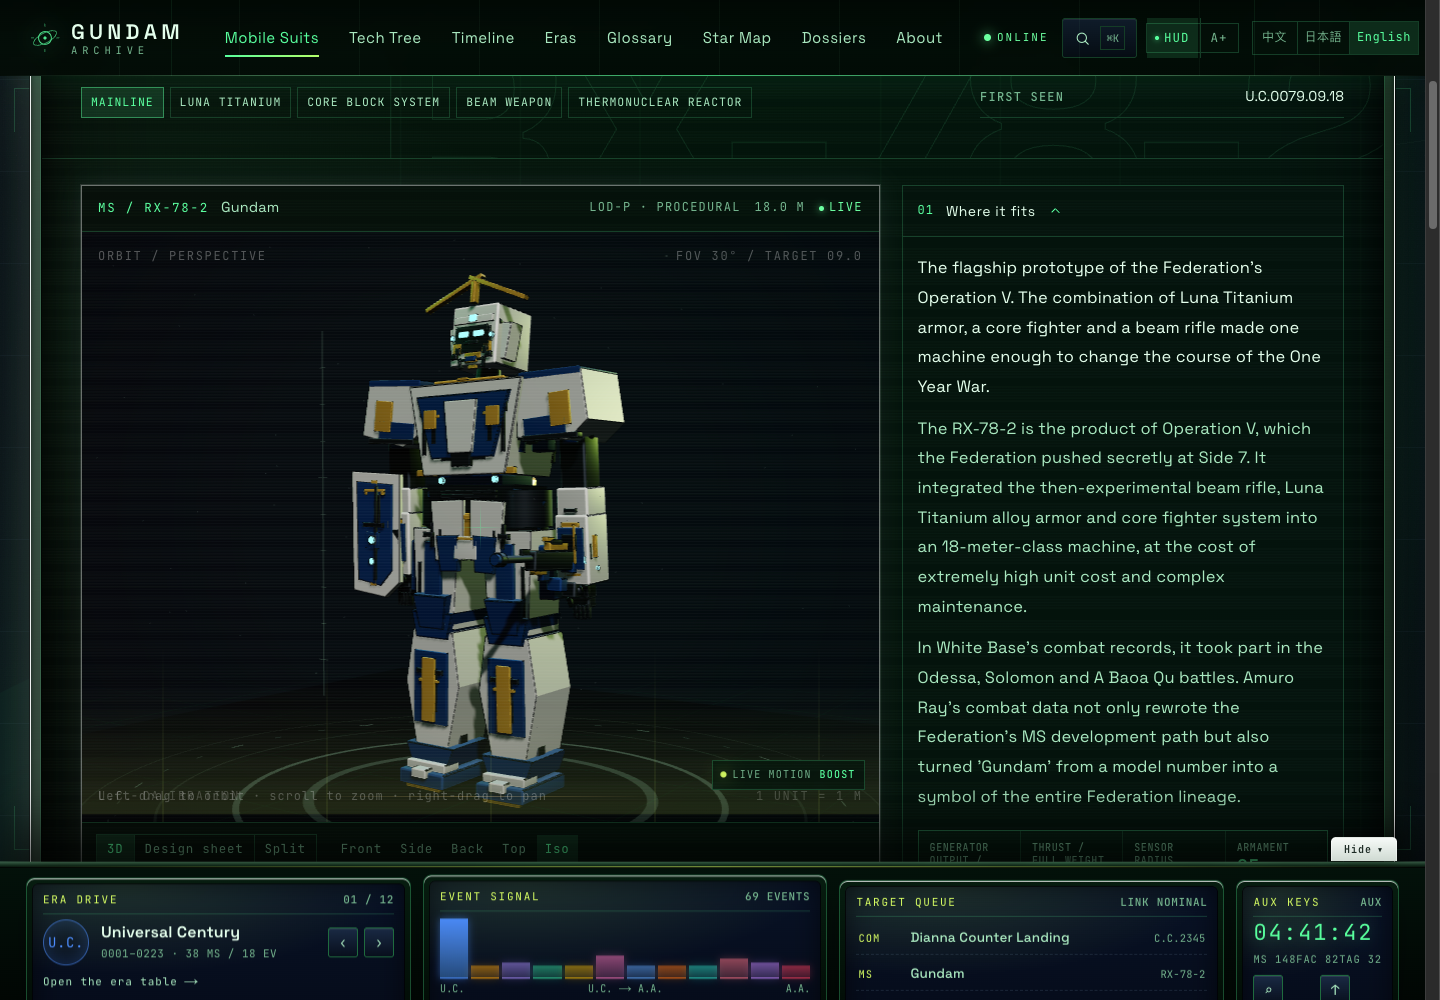 GUNDAM
ARCHIVE
Mobile Suits
Tech Tree
Timeline
Eras
Glossary
Star Map
Dossiers
About
ONLINE
⌘K
HUD
A+
中文
日本語
English
MAINLINE
LUNA TITANIUM
CORE BLOCK SYSTEM
BEAM WEAPON
THERMONUCLEAR REACTOR
FIRST SEEN
U.C.0079.09.18
MS / RX-78-2 Gundam
LOD-P · PROCEDURAL 18.0 M LIVE
ORBIT / PERSPECTIVE
· FOV 30° / TARGET 09.0
LIVE MOTION BOOST
Left-drag to orbit · scroll to zoom · right-drag to pan
1 UNIT = 1 M
3D
Design sheet
Split
Front
Side
Back
Top
Iso
01 Where it fits
The flagship prototype of the Federation's
Operation V. The combination of Luna Titanium
armor, a core fighter and a beam rifle made one
machine enough to change the course of the One
Year War.
The RX-78-2 is the product of Operation V, which
the Federation pushed secretly at Side 7. It
integrated the then-experimental beam rifle, Luna
Titanium alloy armor and core fighter system into
an 18-meter-class machine, at the cost of
extremely high unit cost and complex
maintenance.
In White Base's combat records, it took part in the
Odessa, Solomon and A Baoa Qu battles. Amuro
Ray's combat data not only rewrote the
Federation's MS development path but also
turned 'Gundam' from a model number into a
symbol of the entire Federation lineage.
GENERATOR
OUTPUT /
THRUST /
FULL WEIGHT
SENSOR
RADIUS
ARMAMENT
Hide ▾
ERA DRIVE
01 / 12
U.C.
Universal Century
0001–0223 · 38 MS / 18 EV
‹
›
Open the era table →
EVENT SIGNAL
69 EVENTS
U.C.
U.C. → A.A.
A.A.
TARGET QUEUE
LINK NOMINAL
COM
Dianna Counter Landing
C.C.2345
MS
Gundam
RX-78-2
AUX KEYS
AUX
04:41:42
MS 148FAC 82TAG 32
⌕
↑